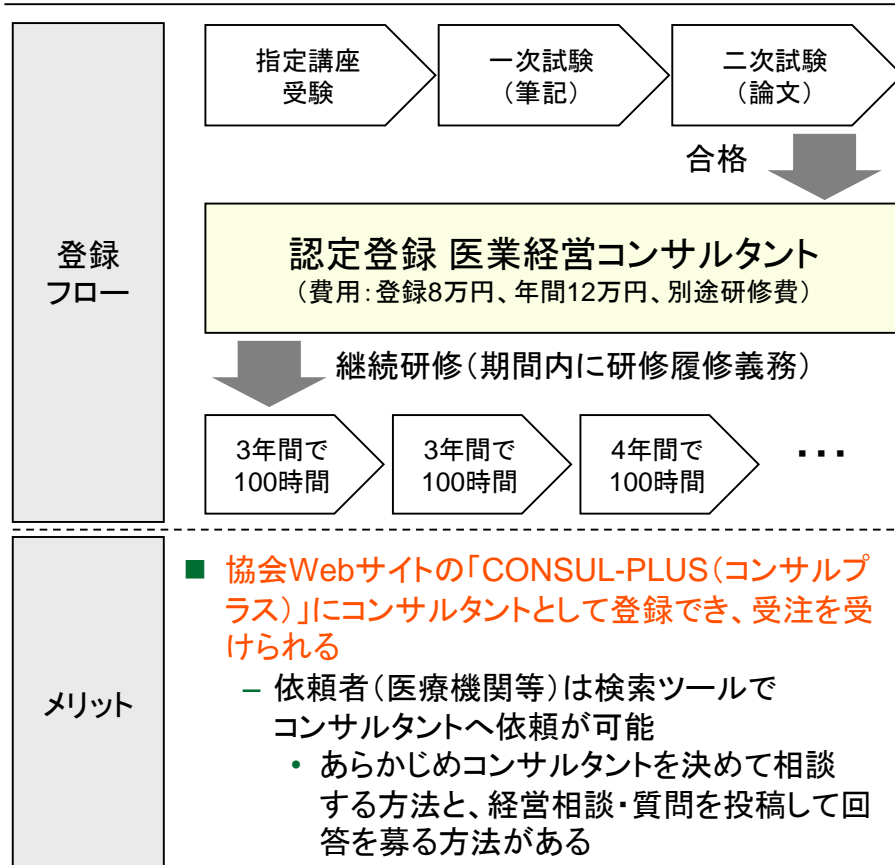 登録
フロー
指定講座
受験
一次試験
（筆記）
二次試験
（論文）
合格
認定登録 医業経営コンサルタント
（費用：登録8万円、年間12万円、別途研修費）
継続研修（期間内に研修履修義務）
3年間で
100時間
3年間で
100時間
4年間で
100時間
・・・
メリット
■ 協会Webサイトの「CONSUL-PLUS（コンサルプ
ラス）」にコンサルタントとして登録でき、受注を受
けられる
– 依頼者（医療機関等）は検索ツールで
コンサルタントへ依頼が可能
• あらかじめコンサルタントを決めて相談
する方法と、経営相談・質問を投稿して回
答を募る方法がある